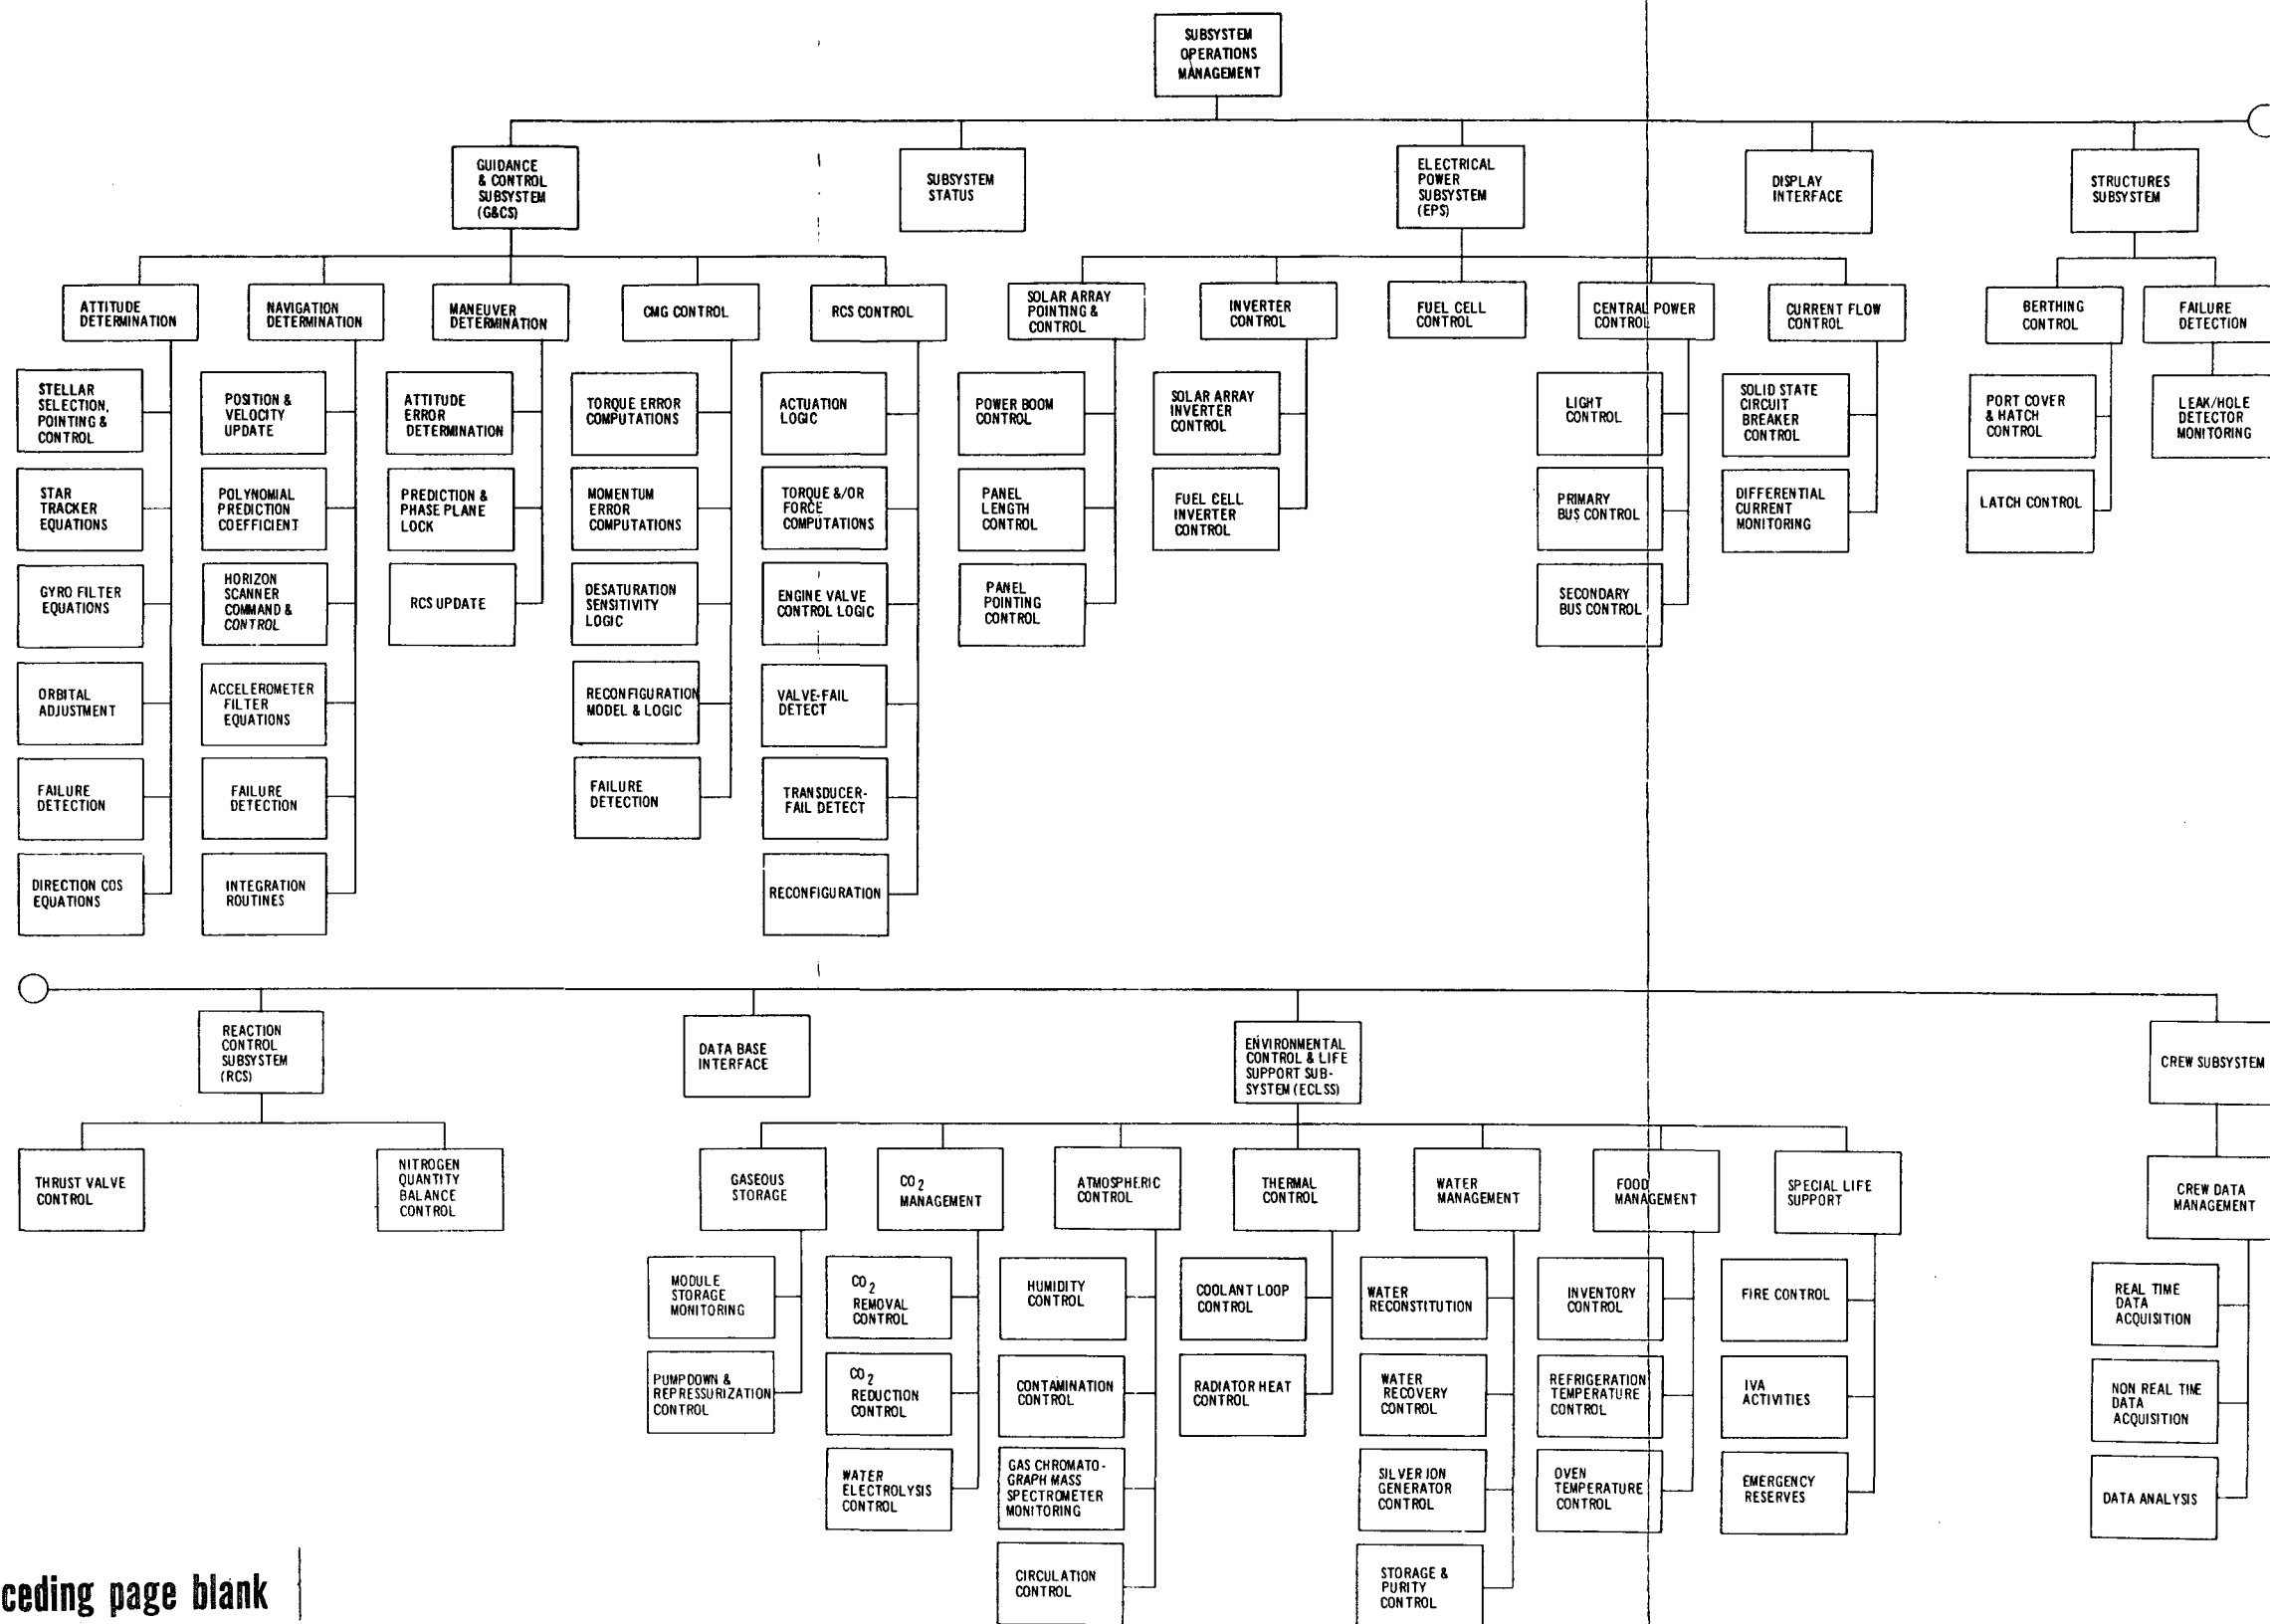 SUBSYSTEM
OPERATIONS
MANAGEMENT
GUIDANCE
& CONTROL
SUBSYSTEM
(G&CS)
SUBSYSTEM
STATUS
ELECTRICAL
POWER
SUBSYSTEM
(EPS)
DISPLAY
INTERFACE
STRUCTURES
SUBSYSTEM
ATTITUDE
DETERMINATION
NAVIGATION
DETERMINATION
MANEUVER
DETERMINATION
CMG CONTROL
RCS CONTROL
SOLAR ARRAY
POINTING &
CONTROL
INVERTER
CONTROL
FUEL CELL
CONTROL
CENTRAL POWER
CONTROL
CURRENT FLOW
CONTROL
BERTHING
CONTROL
FAILURE
DETECTION
STELLAR
SELECTION,
POINTING &
CONTROL
STAR
TRACKER
EQUATIONS
GYRO FILTER
EQUATIONS
ORBITAL
ADJUSTMENT
FAILURE
DETECTION
DIRECTION COS
EQUATIONS
POSITION &
VELOCITY
UPDATE
POLYNOMIAL
PREDICTION
COEFFICIENT
HORIZON
SCANNER
COMMAND &
CONTROL
ACCELEROMETER
FILTER
EQUATIONS
FAILURE
DETECTION
INTEGRATION
ROUTINES
ATTITUDE
ERROR
DETERMINATION
PREDICTION &
PHASE PLANE
LOCK
RCS UPDATE
TORQUE ERROR
COMPUTATIONS
MOMENTUM
ERROR
COMPUTATIONS
DESATURATION
SENSITIVITY
LOGIC
RECONFIGURATION
MODEL & LOGIC
FAILURE
DETECTION
ACTUATION
LOGIC
TORQUE &/OR
FORCE
COMPUTATIONS
ENGINE VALVE
CONTROL LOGIC
VALVE-FAIL
DETECT
TRANSDUCER-
FAIL DETECT
RECONFIGURATION
POWER BOOM
CONTROL
PANEL
LENGTH
CONTROL
PANEL
POINTING
CONTROL
SOLAR ARRAY
INVERTER
CONTROL
FUEL CELL
INVERTER
CONTROL
LIGHT
CONTROL
PRIMARY
BUS CONTROL
SECONDARY
BUS CONTROL
SOLID STATE
CIRCUIT
BREAKER
CONTROL
DIFFERENTIAL
CURRENT
MONITORING
PORT COVER
& HATCH
CONTROL
LATCH CONTROL
LEAK/HOLE
DETECTOR
MONITORING
REACTION
CONTROL
SUBSYSTEM
(RCS)
DATA BASE
INTERFACE
ENVIRONMENTAL
CONTROL & LIFE
SUPPORT SUB-
SYSTEM (ECLSS)
CREW SUBSYSTEM
THRUST VALVE
CONTROL
NITROGEN
QUANTITY
BALANCE
CONTROL
GASEOUS
STORAGE
CO2
MANAGEMENT
ATMOSPHERIC
CONTROL
THERMAL
CONTROL
WATER
MANAGEMENT
FOOD
MANAGEMENT
SPECIAL LIFE
SUPPORT
CREW DATA
MANAGEMENT
MODULE
STORAGE
MONITORING
PUMPDOWN &
REPRESSURIZATION
CONTROL
CO2
REMOVAL
CONTROL
CO2
REDUCTION
CONTROL
WATER
ELECTROLYSIS
CONTROL
HUMIDITY
CONTROL
CONTAMINATION
CONTROL
GAS CHROMATO-
GRAPH MASS
SPECTROMETER
MONITORING
CIRCULATION
CONTROL
COOLANT LOOP
CONTROL
RADIATOR HEAT
CONTROL
WATER
RECONSTITUTION
WATER
RECOVERY
CONTROL
SILVER ION
GENERATOR
CONTROL
STORAGE &
PURITY
CONTROL
INVENTORY
CONTROL
REFRIGERATION
TEMPERATURE
CONTROL
OVEN
TEMPERATURE
CONTROL
FIRE CONTROL
IVA
ACTIVITIES
EMERGENCY
RESERVES
REAL TIME
DATA
ACQUISITION
NON REAL TIME
DATA
ACQUISITION
DATA ANALYSIS
ceding page blank